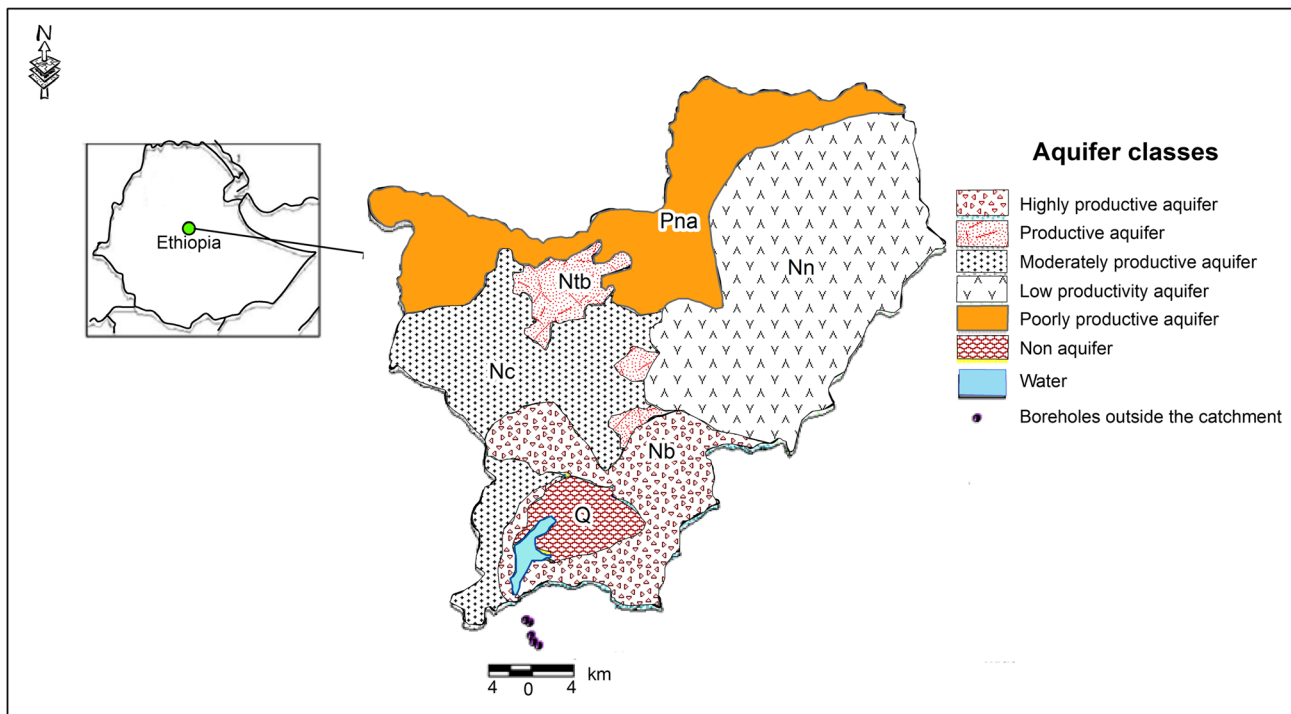 N
Ethiopia
Pna
Ntb
Nn
Nc
Nb
Q
4 0 4 km
Aquifer classes
Highly productive aquifer
Productive aquifer
Moderately productive aquifer
Low productivity aquifer
Poorly productive aquifer
Non aquifer
Water
Boreholes outside the catchment